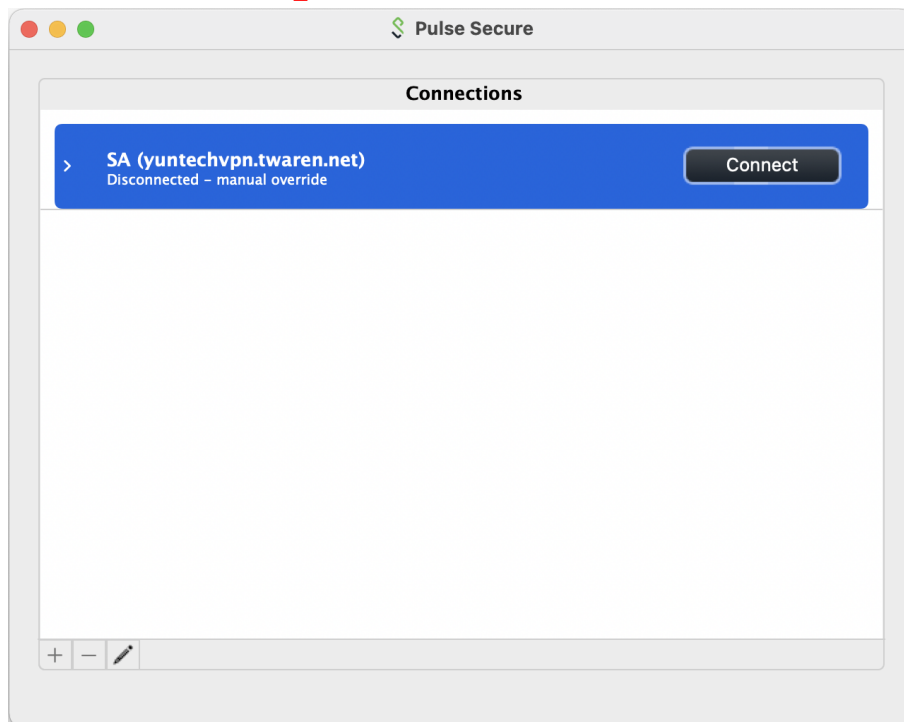 Pulse Secure
Connections
SA (yuntechvpn.twaren.net)
Disconnected – manual override
Connect